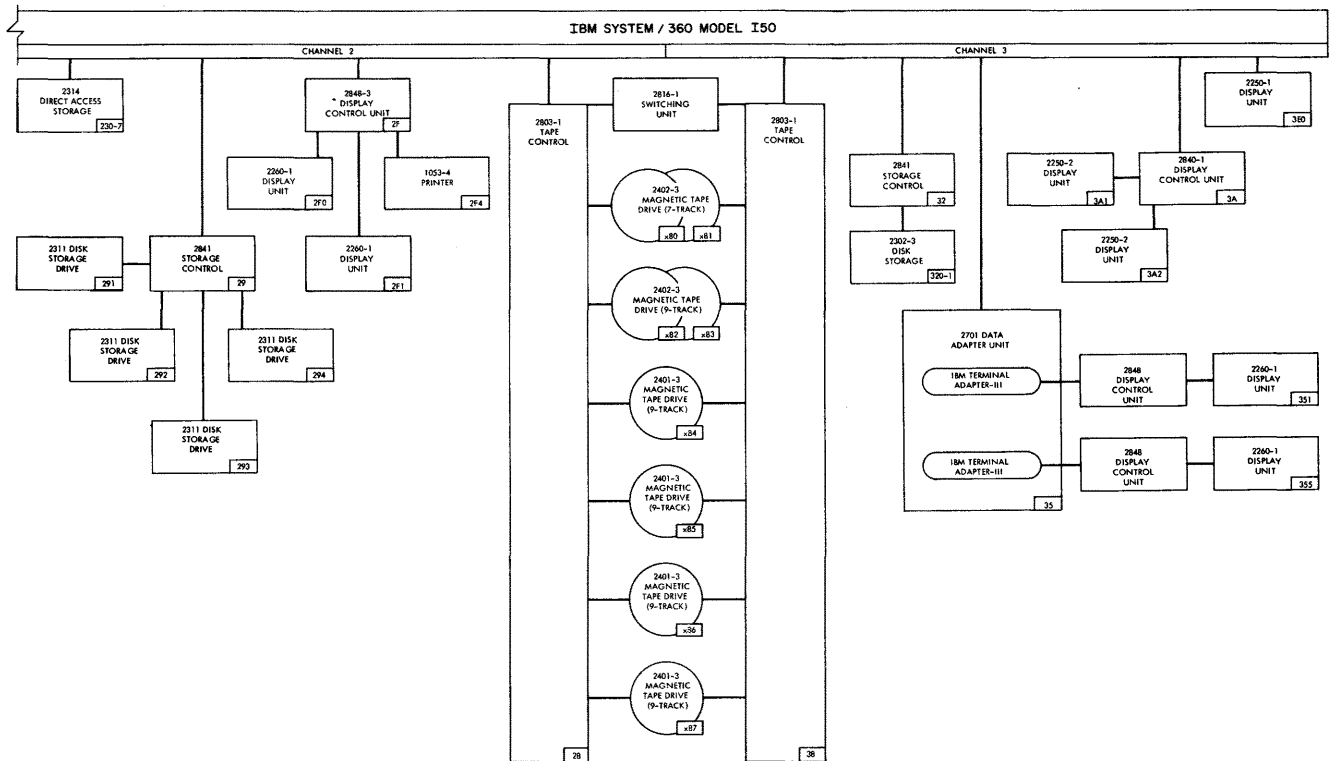 IBM SYSTEM / 360 MODEL I50
CHANNEL 2
CHANNEL 3
2314
DIRECT ACCESS
STORAGE
230-7
2848-3
DISPLAY
CONTROL UNIT
2F
2260-1
DISPLAY
UNIT
2F0
1053-4
PRINTER
2F4
2260-1
DISPLAY
UNIT
2F1
2841
STORAGE
CONTROL
29
2311 DISK
STORAGE
DRIVE
291
2311 DISK
STORAGE
DRIVE
292
2311 DISK
STORAGE
DRIVE
294
2311 DISK
STORAGE
DRIVE
293
2803-1
TAPE
CONTROL
28
2816-1
SWITCHING
UNIT
2402-3
MAGNETIC TAPE
DRIVE (7-TRACK)
x80
x81
2402-3
MAGNETIC TAPE
DRIVE (9-TRACK)
x82
x83
2401-3
MAGNETIC
TAPE DRIVE
(9-TRACK)
x84
2401-3
MAGNETIC
TAPE DRIVE
(9-TRACK)
x85
2401-3
MAGNETIC
TAPE DRIVE
(9-TRACK)
x86
2401-3
MAGNETIC
TAPE DRIVE
(9-TRACK)
x87
2803-1
TAPE
CONTROL
38
2841
STORAGE
CONTROL
32
2302-3
DISK
STORAGE
320-1
2250-1
DISPLAY
UNIT
3E0
2250-2
DISPLAY
UNIT
3A1
2840-1
DISPLAY
CONTROL UNIT
3A
2250-2
DISPLAY
UNIT
3A2
2701 DATA
ADAPTER UNIT
IBM TERMINAL
ADAPTER-III
2848
DISPLAY
CONTROL
UNIT
2260-1
DISPLAY
UNIT
351
IBM TERMINAL
ADAPTER-III
2848
DISPLAY
CONTROL
UNIT
2260-1
DISPLAY
UNIT
355
35